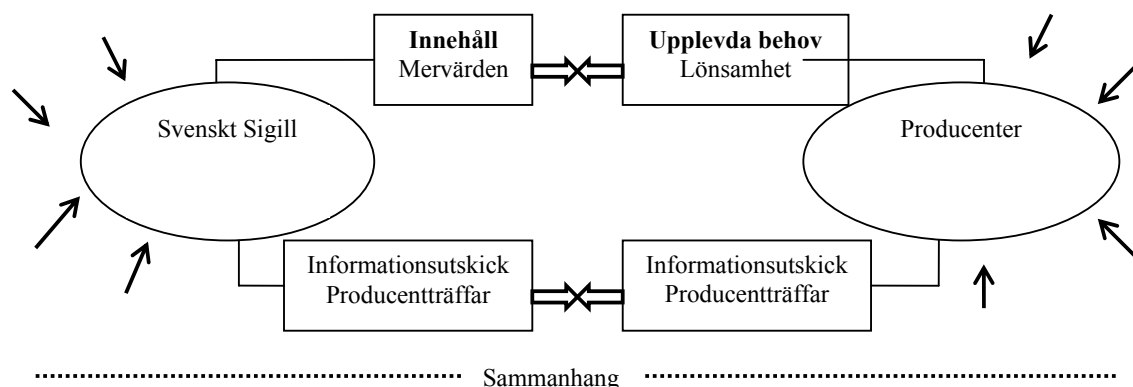 Innehåll
Mervärden
Upplevda behov
Lönsamhet
Svenskt Sigill
Producenter
Informationsutskick
Producentträffar
Informationsutskick
Producentträffar
Sammanhang